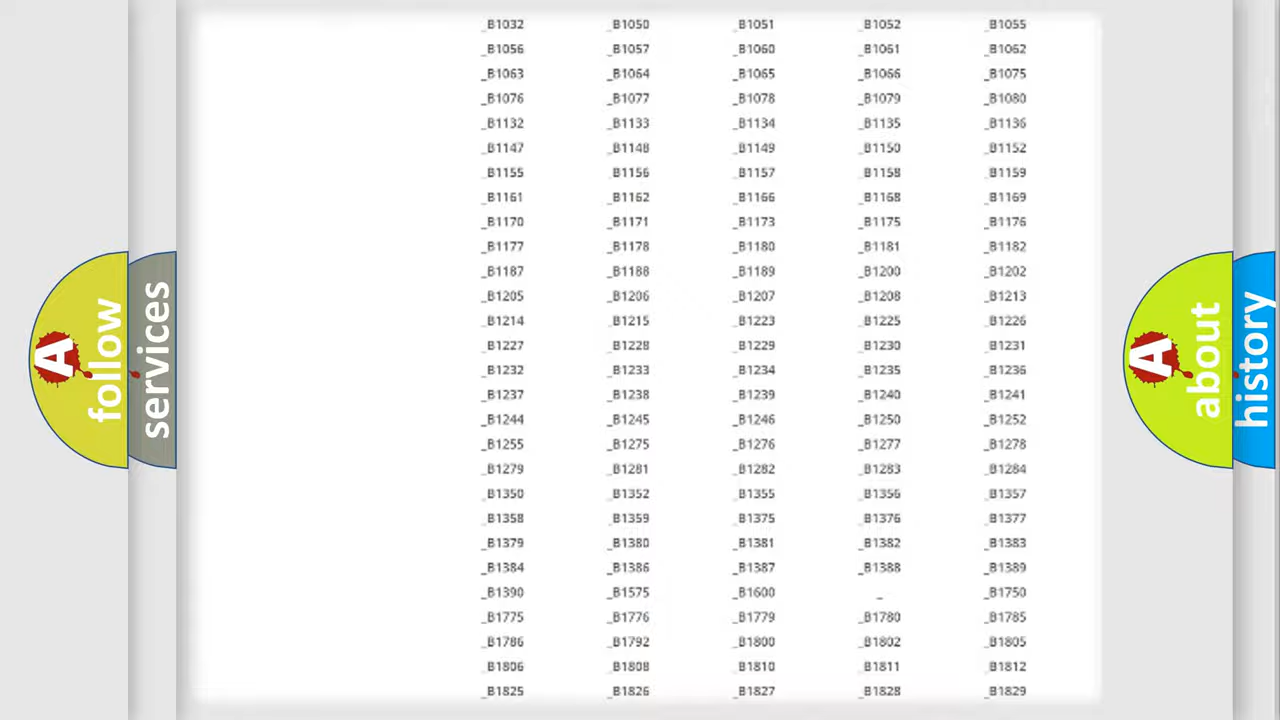 _B1032 _B1050 _B1051 _B1052 _B1055
_B1056 _B1057 _B1060 _B1061 _B1062
_B1063 _B1064 _B1065 _B1066 _B1075
_B1076 _B1077 _B1078 _B1079 _B1080
_B1132 _B1133 _B1134 _B1135 _B1136
_B1147 _B1148 _B1149 _B1150 _B1152
_B1155 _B1156 _B1157 _B1158 _B1159
_B1161 _B1162 _B1166 _B1168 _B1169
_B1170 _B1171 _B1173 _B1175 _B1176
_B1177 _B1178 _B1180 _B1181 _B1182
_B1187 _B1188 _B1189 _B1200 _B1202
_B1205 _B1206 _B1207 _B1208 _B1213
_B1214 _B1215 _B1223 _B1225 _B1226
_B1227 _B1228 _B1229 _B1230 _B1231
_B1232 _B1233 _B1234 _B1235 _B1236
_B1237 _B1238 _B1239 _B1240 _B1241
_B1244 _B1245 _B1246 _B1250 _B1252
_B1255 _B1275 _B1276 _B1277 _B1278
_B1279 _B1281 _B1282 _B1283 _B1284
_B1350 _B1352 _B1355 _B1356 _B1357
_B1358 _B1359 _B1375 _B1376 _B1377
_B1379 _B1380 _B1381 _B1382 _B1383
_B1384 _B1386 _B1387 _B1388 _B1389
_B1390 _B1575 _B1600 _ _B1750
_B1775 _B1776 _B1779 _B1780 _B1785
_B1786 _B1792 _B1800 _B1802 _B1805
_B1806 _B1808 _B1810 _B1811 _B1812
_B1825 _B1826 _B1827 _B1828 _B1829
A follow
services
A about
history